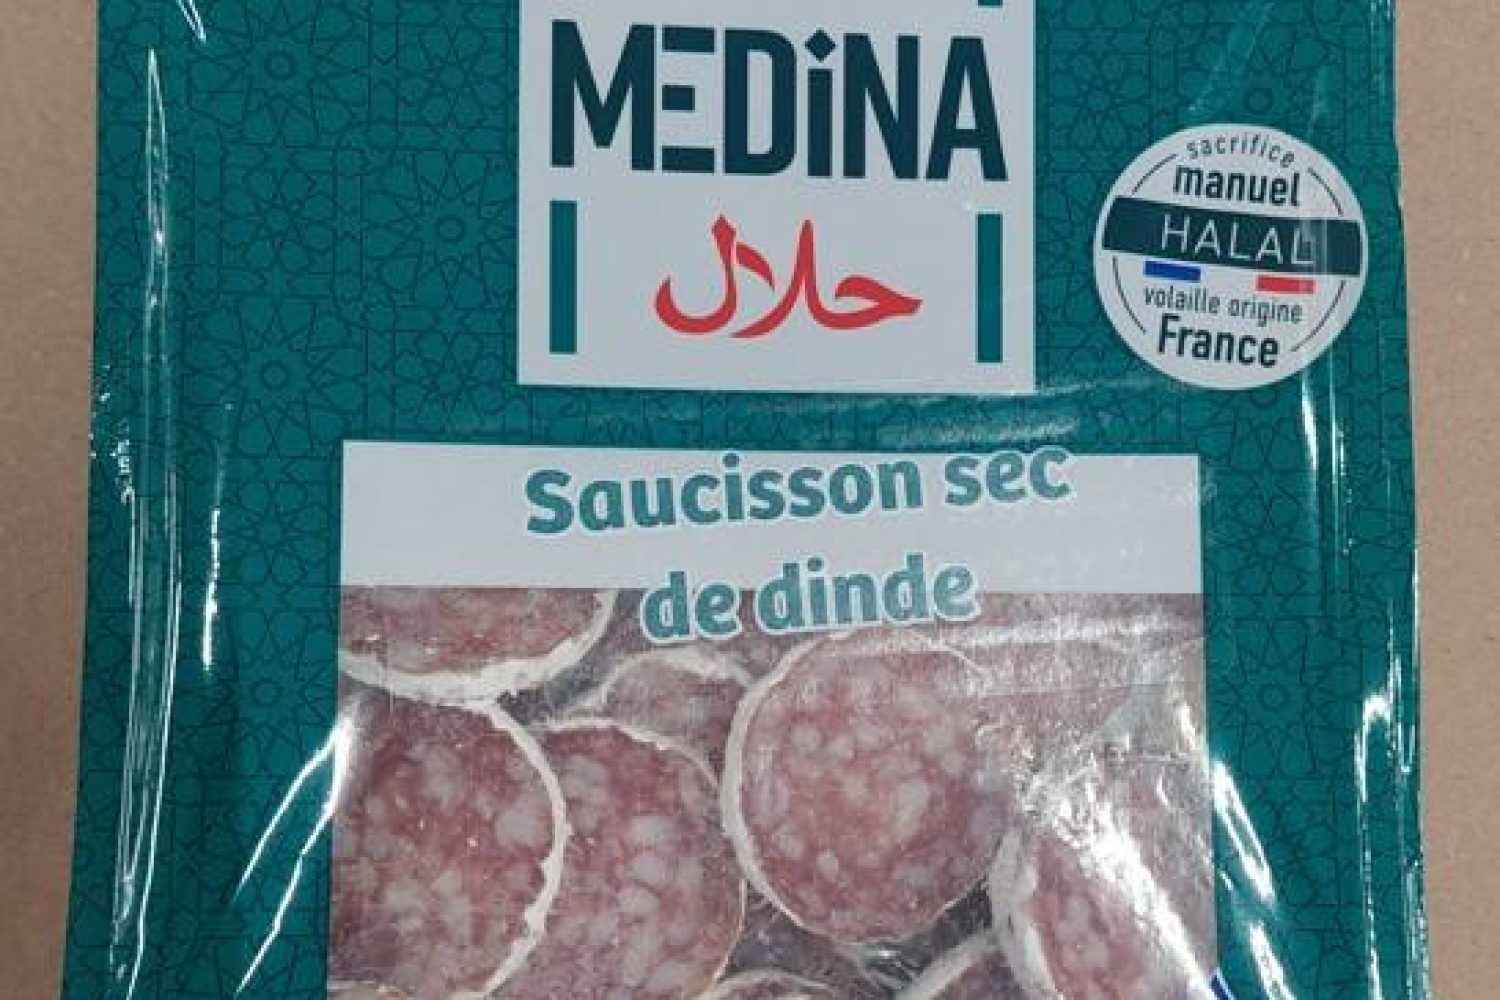 MEDiNA
حلال
sacrifice
manuel
HALAL
volaille origine
France
Saucisson sec
de dinde